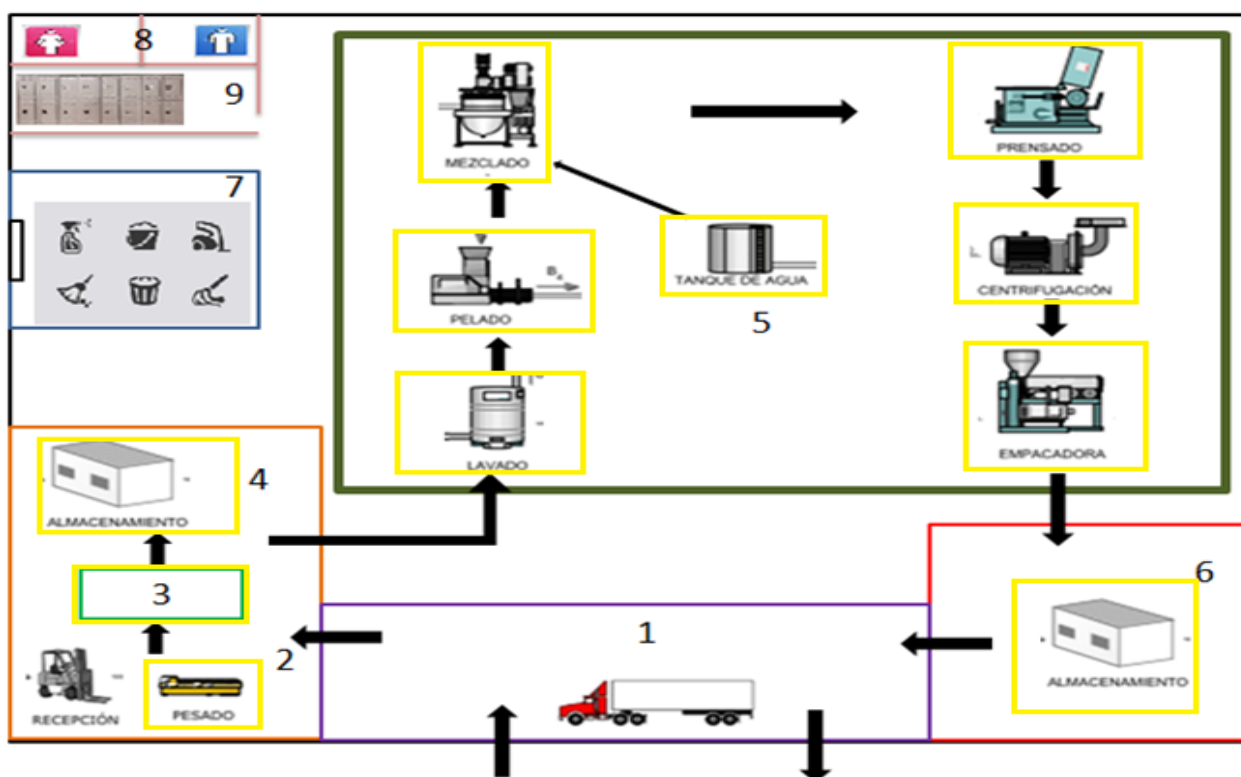 8
9
7
MEZCLADO
PRENSADO
PELADO
TANQUE DE AGUA
CENTRIFUGACIÓN
5
LAVADO
EMPACADORA
4
ALMACENAMIENTO
3
6
1
2
RECEPCIÓN
PESADO
ALMACENAMIENTO